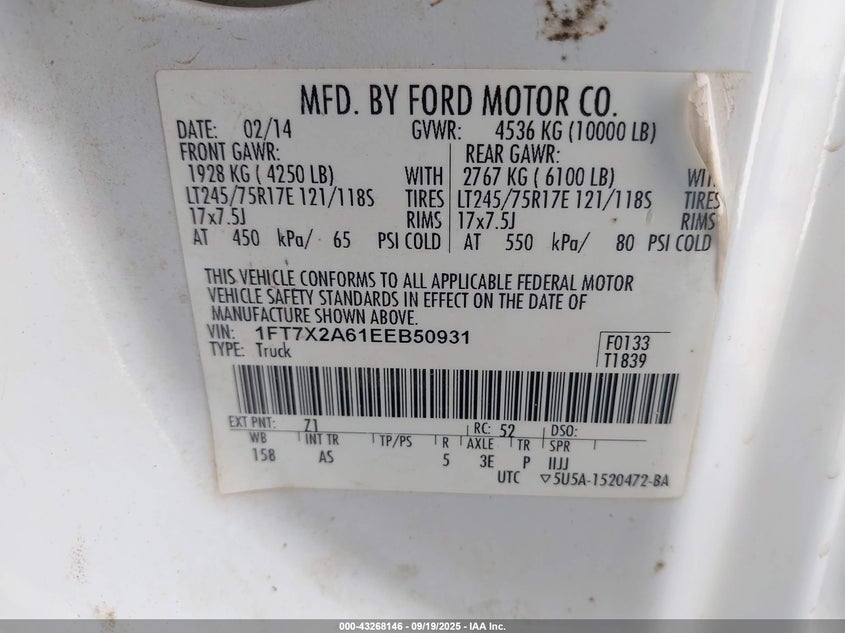 MFD. BY FORD MOTOR CO.
DATE: 02/14 GVWR: 4536 KG (10000 LB)
FRONT GAWR: REAR GAWR:
1928 KG ( 4250 LB) WITH 2767 KG ( 6100 LB)
LT245/75R17E 121/118S TIRES LT245/75R17E 121/118S TIRES
17x7.5J RIMS 17x7.5J RIMS
AT 450 kPa/ 65 PSI COLD AT 550 kPa/ 80 PSI COLD
THIS VEHICLE CONFORMS TO ALL APPLICABLE FEDERAL MOTOR
VEHICLE SAFETY STANDARDS IN EFFECT ON THE DATE OF
MANUFACTURE SHOWN ABOVE.
VIN: 1FT7X2A61EEB50931
TYPE: Truck
F0133
T1839
EXT PNT: Z1 RC: 52 DSO:
WB INT TR TP/PS R AXLE TR SPR
158 AS 5 3E P IIJJ
UTC ▽5U5A-1520472-BA
000-43268146 - 09/19/2025 - IAA Inc.